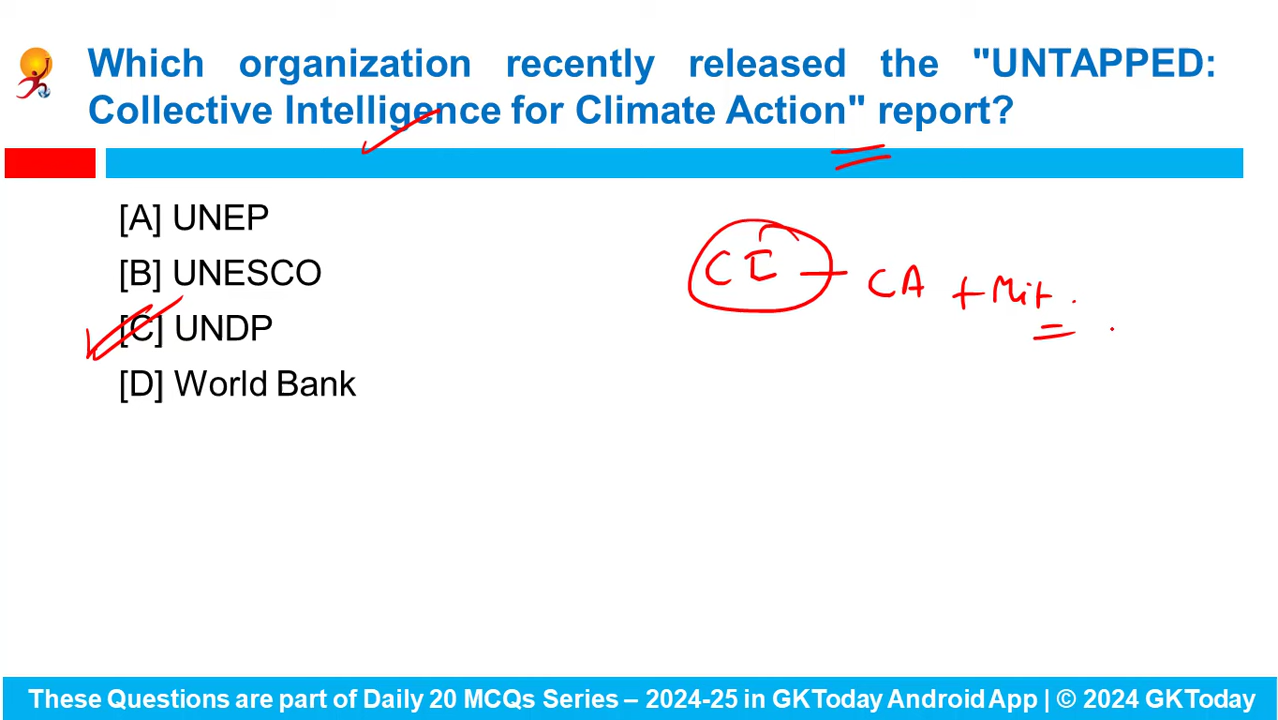 Which organization recently released the "UNTAPPED:
Collective Intelligence for Climate Action" report?
[A] UNEP
[B] UNESCO
[C] UNDP
[D] World Bank
CI – CA + Mit.
These Questions are part of Daily 20 MCQs Series – 2024-25 in GKToday Android App | © 2024 GKToday